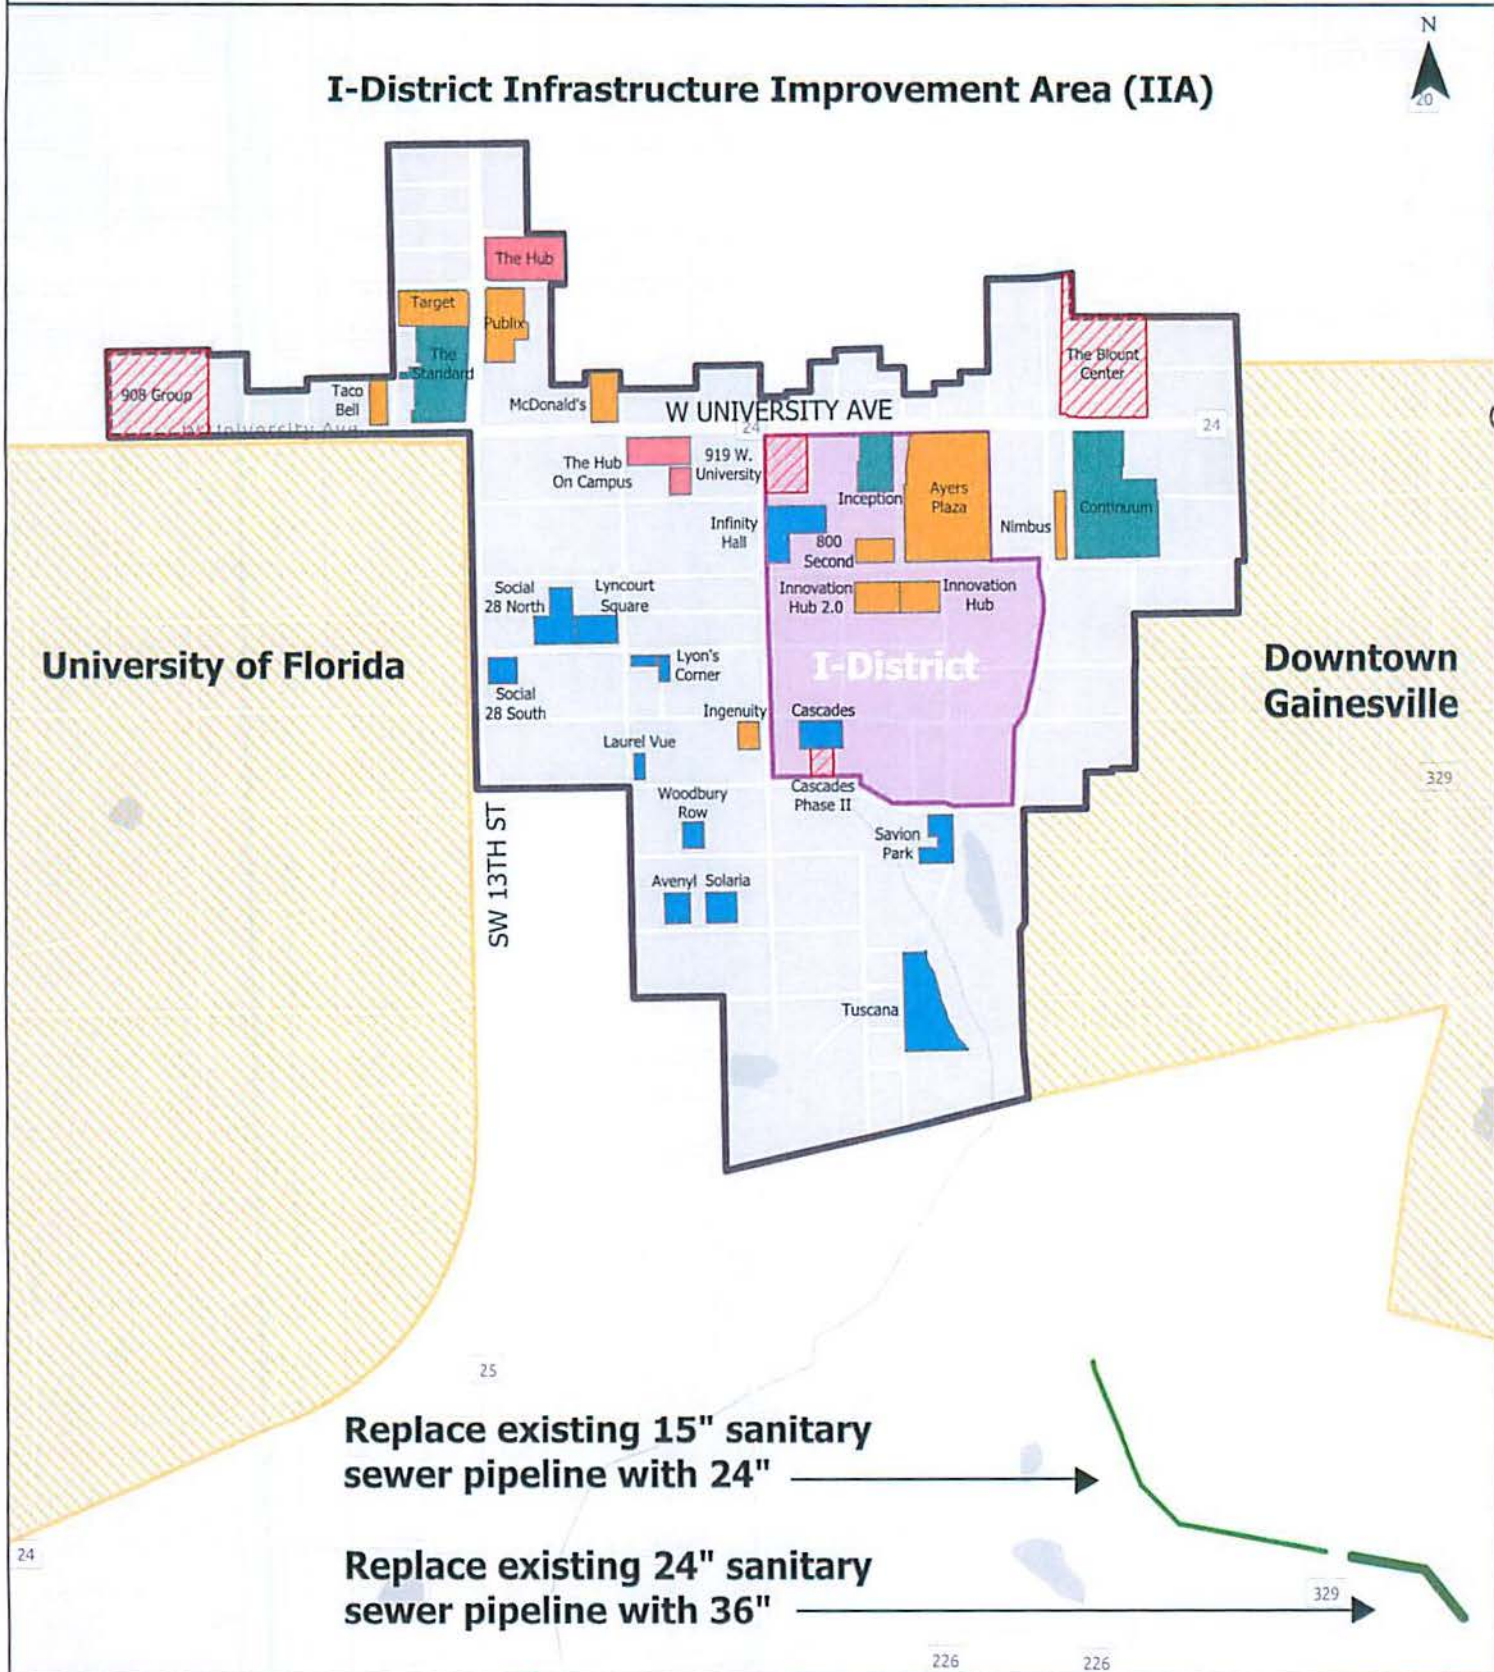 N
20
I-District Infrastructure Improvement Area (IIA)
The Hub
Target
Publix
The
Standard
The Blount
Center
908 Group
Taco
Bell
McDonald's
W UNIVERSITY AVE
University Ave
24
24
The Hub
On Campus
919 W.
University
Inception
Ayers
Plaza
Nimbus
Continuum
Infinity
Hall
800
Second
Social
28 North
Lyncourt
Square
Innovation
Hub 2.0
Innovation
Hub
University of Florida
Lyon's
Corner
I-District
Downtown
Gainesville
Social
28 South
Ingenuity
Cascades
Laurel Vue
329
Cascades
Phase II
Woodbury
Row
SW 13TH ST
Savion
Park
Avenyl
Solaria
Tuscana
25
Replace existing 15" sanitary
sewer pipeline with 24"
24
Replace existing 24" sanitary
sewer pipeline with 36"
329
226
226